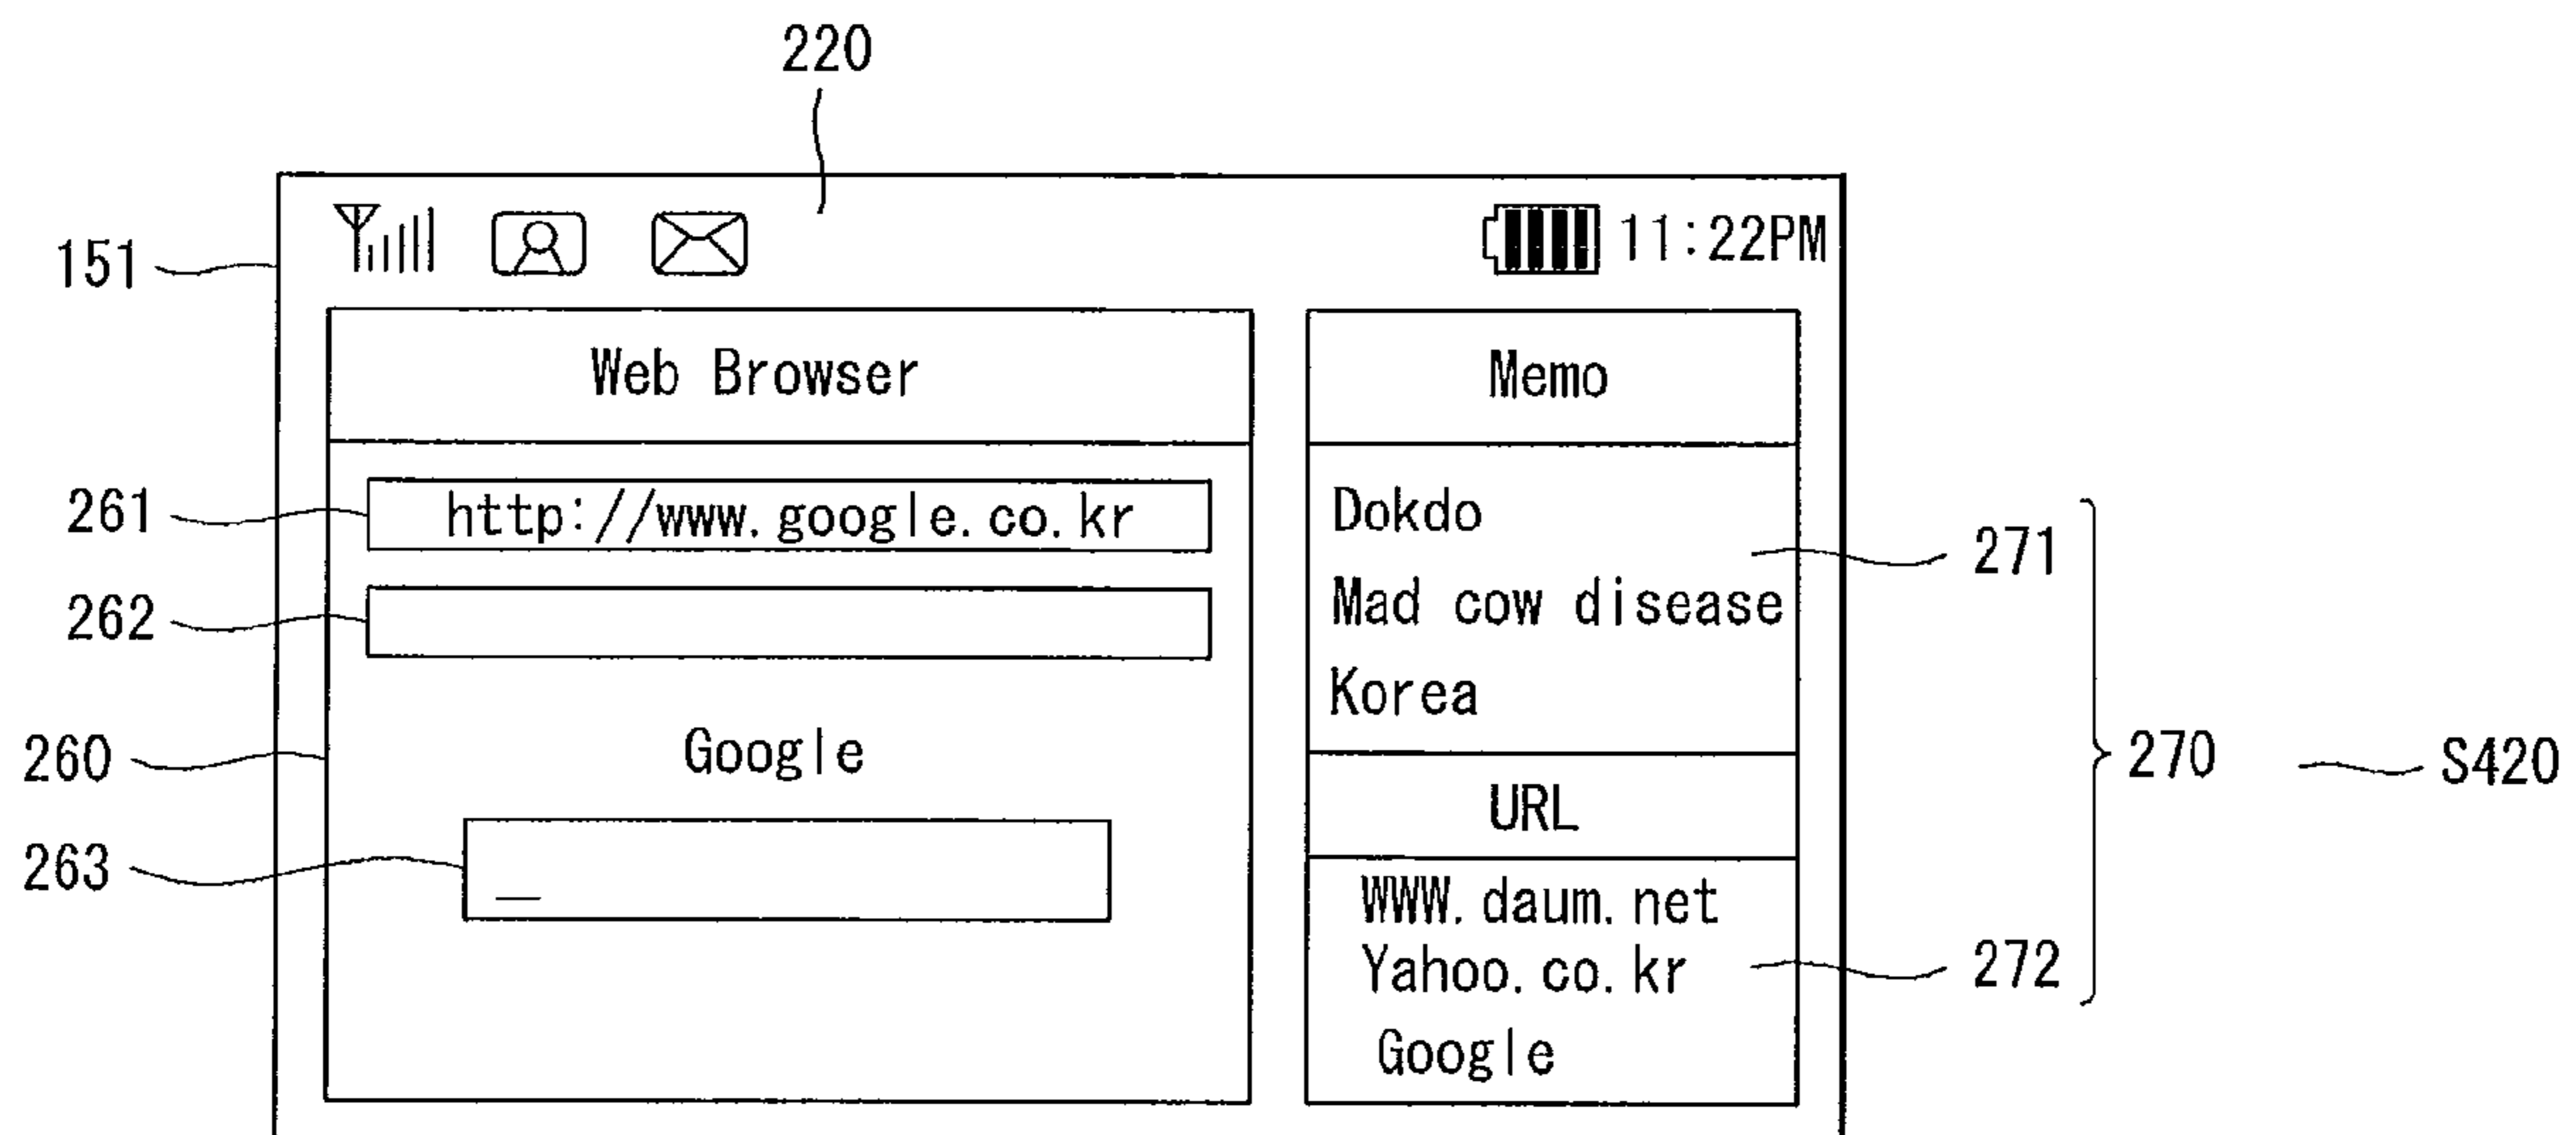 220
151
11:22PM
Web Browser
261
http://www.google.co.kr
262
260
Google
263
_
Memo
Dokdo
Mad cow disease
Korea
URL
WWW.daum.net
Yahoo.co.kr
Google
271
272
270
S420